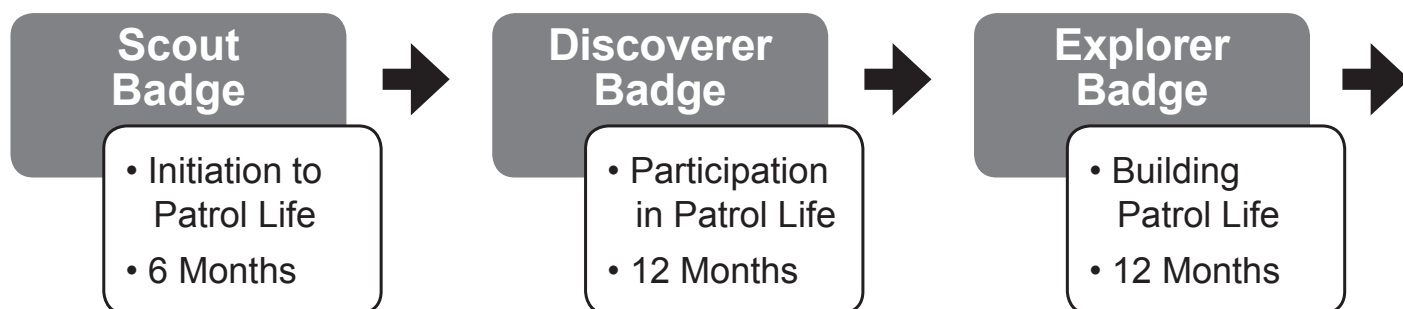 Scout
Badge
• Initiation to
Patrol Life
• 6 Months
Discoverer
Badge
• Participation
in Patrol Life
• 12 Months
Explorer
Badge
• Building
Patrol Life
• 12 Months